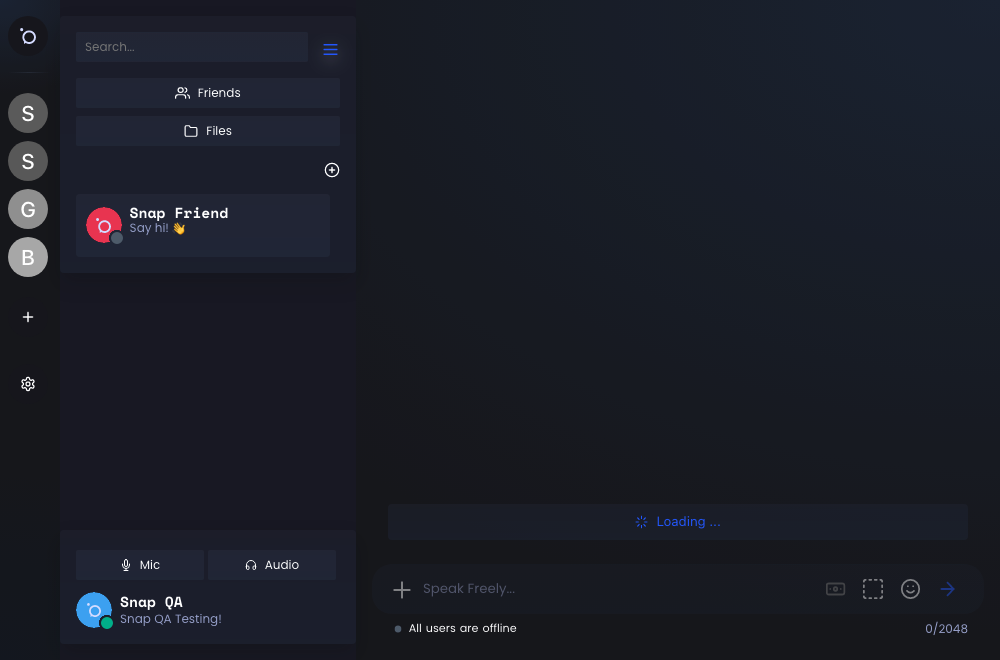 S
S
G
B
Search...
Friends
Files
Snap Friend
Say hi! 👋
Mic
Audio
Snap QA
Snap QA Testing!
Loading ...
Speak Freely...
All users are offline
0/2048